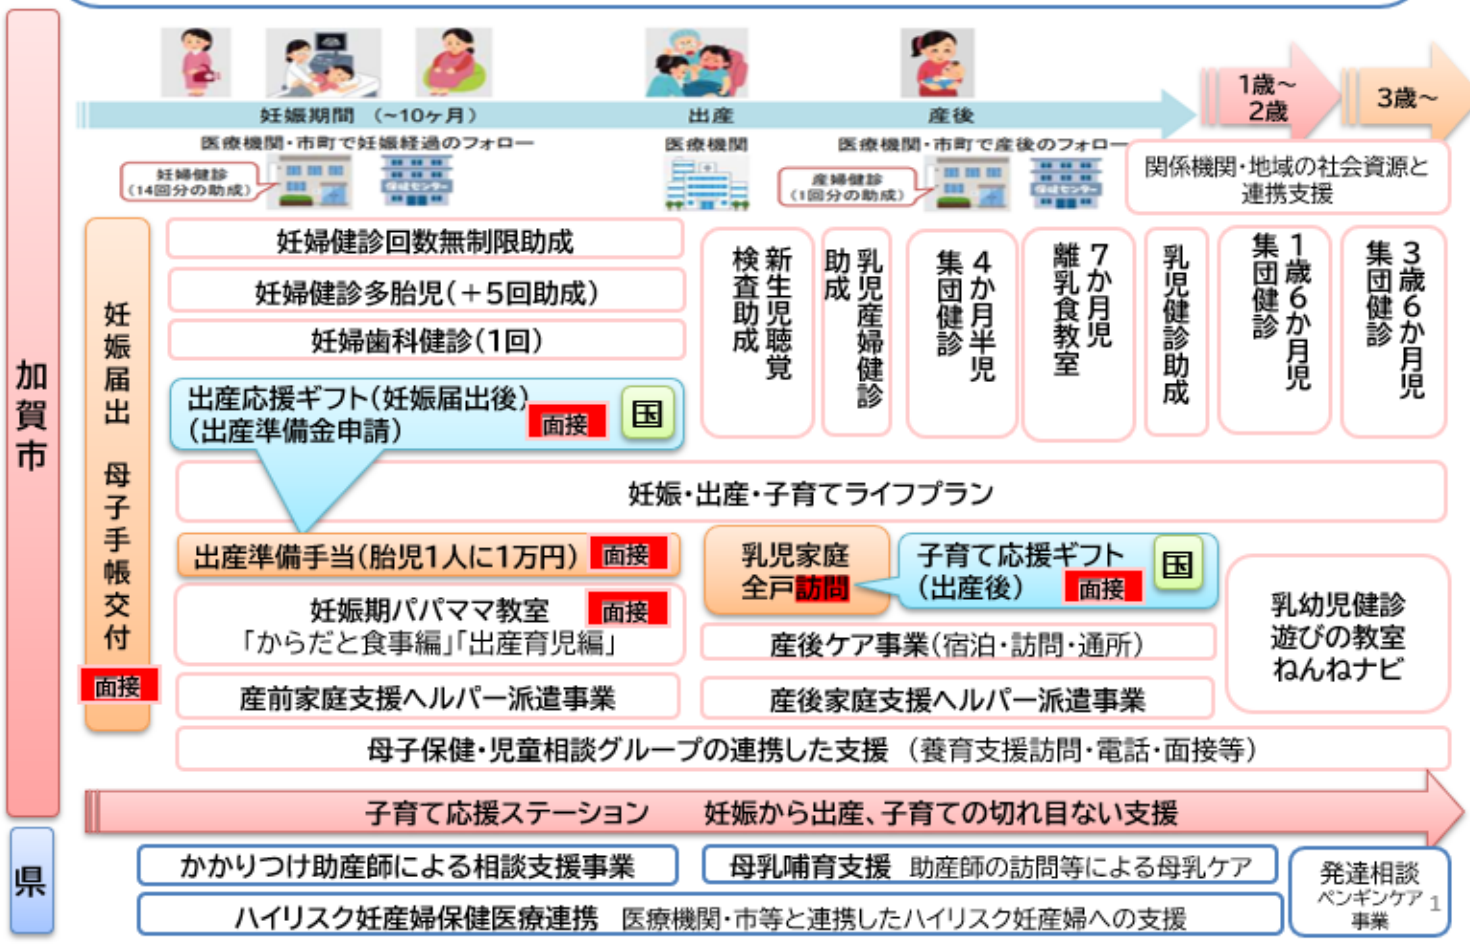 妊娠期間 (~10ヶ月)
出産
産後
1歳～
2歳
3歳～
医療機関・市町で妊娠経過のフォロー
医療機関
医療機関・市町で産後のフォロー
妊婦健診
(14回分の助成)
保健センター
産婦健診
(1回分の助成)
保健センター
関係機関・地域の社会資源と
連携支援
加賀市
妊娠届出 母子手帳交付
面接
妊婦健診回数無制限助成
妊婦健診多胎児(+5回助成)
妊婦歯科健診(1回)
新生児聴覚
検査助成
乳児産婦健診
助成
4か月半児
集団健診
7か月児
離乳食教室
乳児健診助成
1歳6か月児
集団健診
3歳6か月児
集団健診
出産応援ギフト(妊娠届出後)
(出産準備金申請)
面接
国
妊娠・出産・子育てライフプラン
出産準備手当(胎児1人に1万円)
面接
乳児家庭
全戸訪問
子育て応援ギフト
(出産後)
面接
国
妊娠期パパママ教室
面接
「からだと食事編」「出産育児編」
産後ケア事業(宿泊・訪問・通所)
乳幼児健診
遊びの教室
ねんねナビ
産前家庭支援ヘルパー派遣事業
産後家庭支援ヘルパー派遣事業
母子保健・児童相談グループの連携した支援 (養育支援訪問・電話・面接等)
子育て応援ステーション 妊娠から出産、子育ての切れ目ない支援
県
かかりつけ助産師による相談支援事業
母乳哺育支援 助産師の訪問等による母乳ケア
発達相談
ペンギンケア
事業
1
ハイリスク妊産婦保健医療連携 医療機関・市等と連携したハイリスク妊産婦への支援